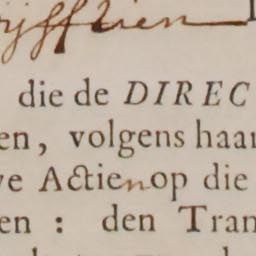 die de DIREC
en, volgens haar
ve Actien op die
en : den Tran